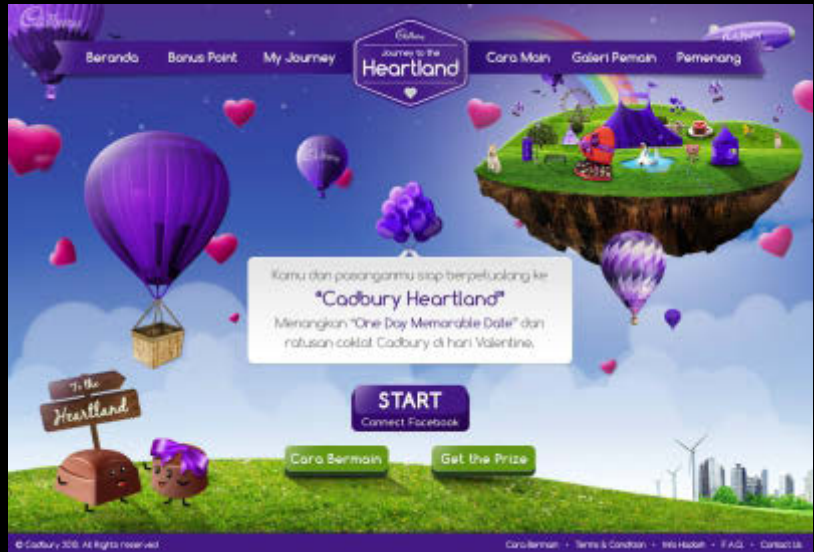 Cadbury
Beranda
Bonus Point
My Journey
Cadbury
Journey to the
Heartland
Cara Main
Galeri Pemain
Pemenang
Cadbury
Kamu dan pasanganmu siap berpetualang ke
"Cadbury Heartland"
Menangkan "One Day Memorable Date" dan
ratusan coklat Cadbury di hari Valentine.
To the
Heartland
START
Connect Facebook
Cara Bermain
Get the Prize
© Cadbury All Rights reserved
Cara Bermain • Terms & Condition • Info Hadiah • F.A.Q. • Contact Us